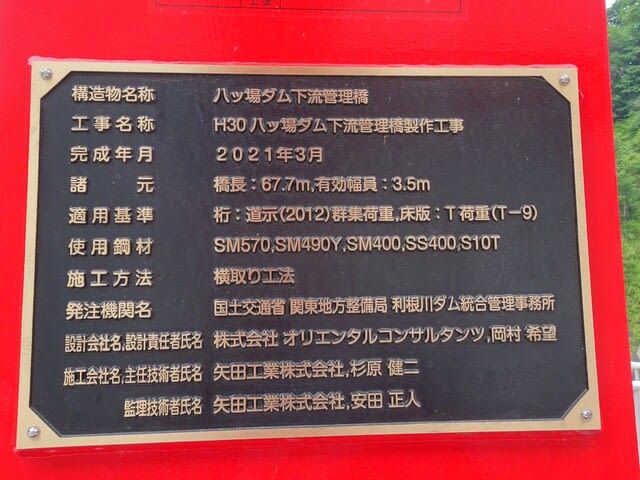 構造物名称 八ッ場ダム下流管理橋
工事名称 H30 八ッ場ダム下流管理橋製作工事
完成年月 2021年3月
諸元 橋長：67.7m,有効幅員：3.5m
適用基準 桁：道示(2012)群集荷重,床版：T荷重(T−9)
使用鋼材 SM570,SM490Y,SM400,SS400,S10T
施工方法 横取り工法
発注機関名 国土交通省 関東地方整備局 利根川ダム統合管理事務所
設計会社名,設計責任者氏名 株式会社 オリエンタルコンサルタンツ,岡村 希望
施工会社名,主任技術者氏名 矢田工業株式会社,杉原 健二
監理技術者氏名 矢田工業株式会社,安田 正人